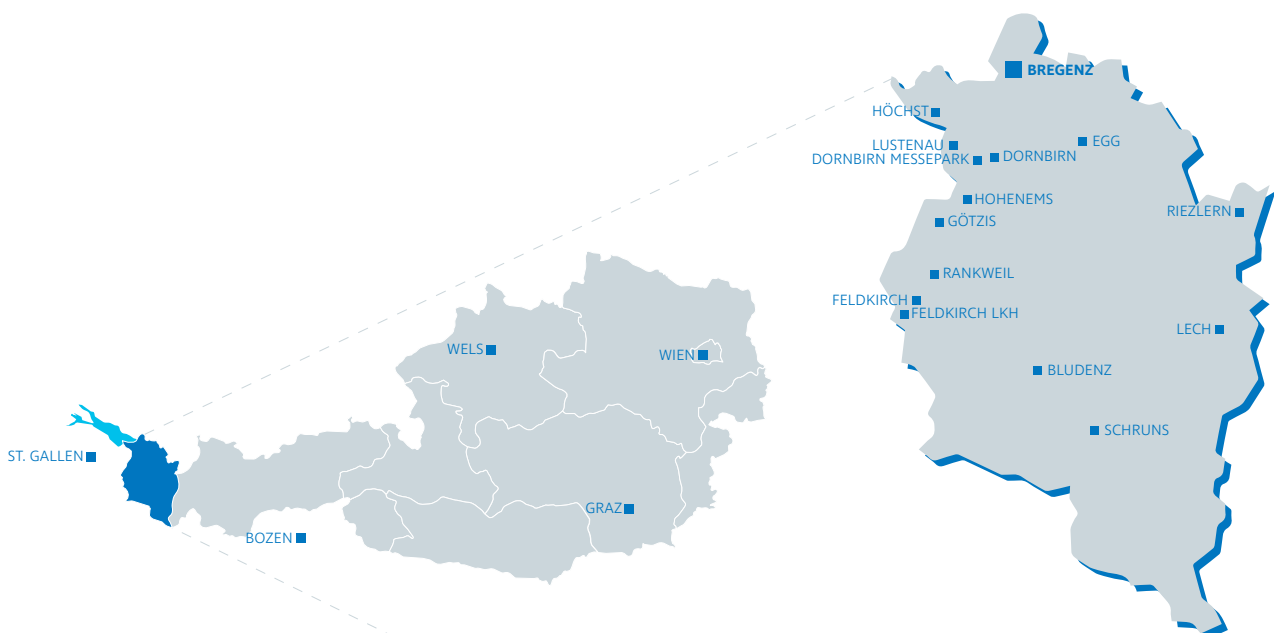 BREGENZ
HÖCHST
LUSTENAU
EGG
DORNBIRN MESSEPARK
DORNBIRN
HOHENEMS
RIEZLERN
GÖTZIS
RANKWEIL
FELDKIRCH
FELDKIRCH LKH
LECH
BLUDENZ
SCHRUNS
WELS
WIEN
ST. GALLEN
GRAZ
BOZEN